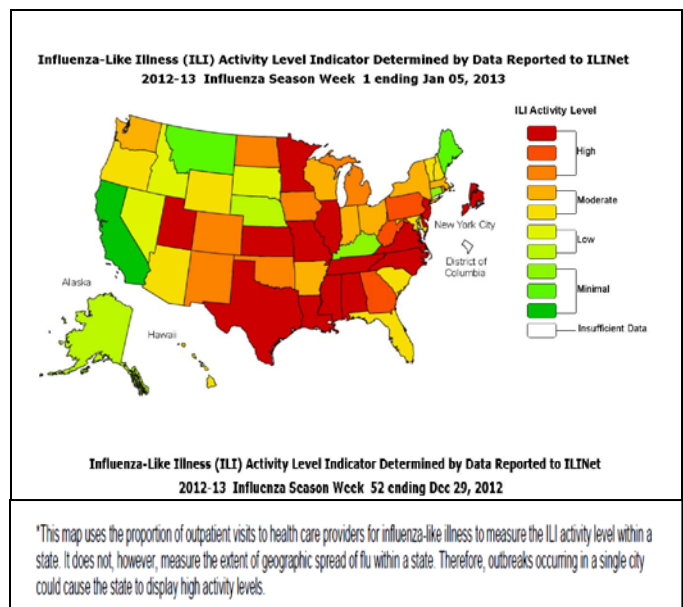 Influenza-Like Illness (ILI) Activity Level Indicator Determined by Data Reported to ILINet
2012-13 Influenza Season Week 1 ending Jan 05, 2013
ILI Activity Level
High
Moderate
Low
Minimal
Insufficient Data
New York City
District of
Columbia
Alaska
Hawaii
Influenza-Like Illness (ILI) Activity Level Indicator Determined by Data Reported to ILINet
2012-13 Influenza Season Week 52 ending Dec 29, 2012
*This map uses the proportion of outpatient visits to health care providers for influenza-like illness to measure the ILI activity level within a
state. It does not, however, measure the extent of geographic spread of flu within a state. Therefore, outbreaks occurring in a single city
could cause the state to display high activity levels.